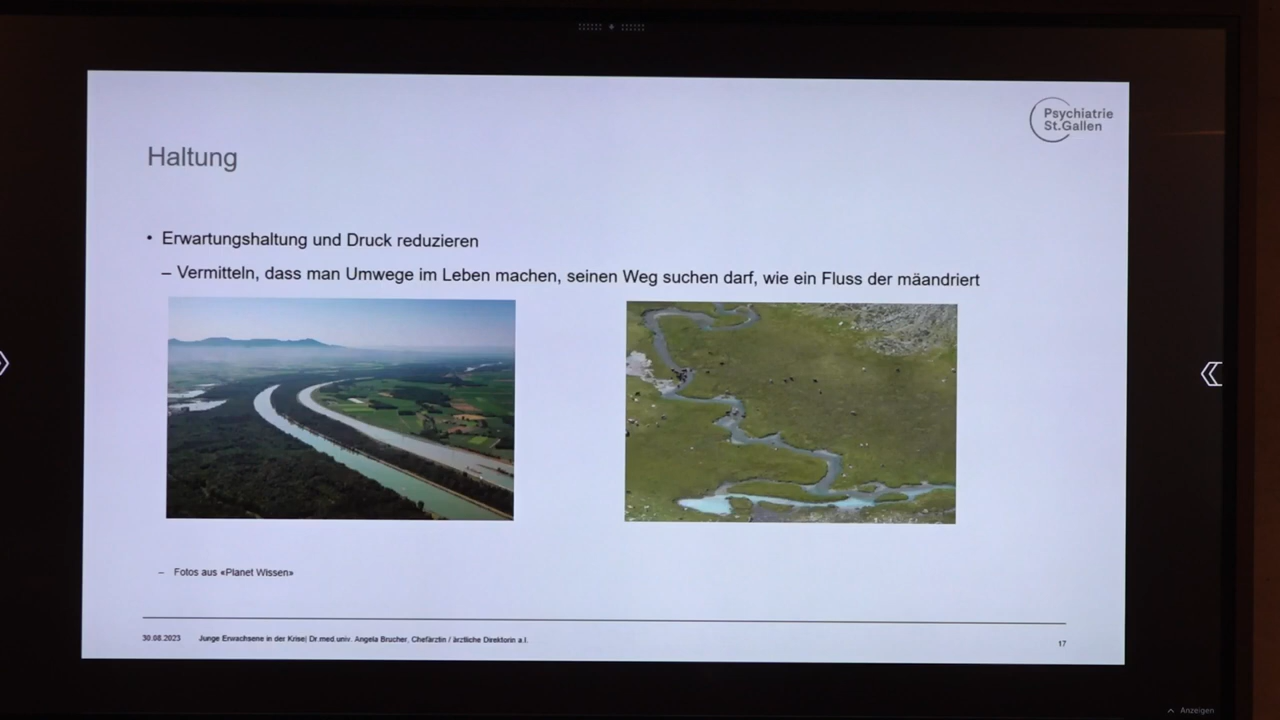 Psychiatrie
St.Gallen
Haltung
• Erwartungshaltung und Druck reduzieren
– Vermitteln, dass man Umwege im Leben machen, seinen Weg suchen darf, wie ein Fluss der mäandriert
– Fotos aus «Planet Wissen»
30.08.2023 Junge Erwachsene in der Krise| Dr.med.univ. Angela Brucher, Chefärztin / ärztliche Direktorin a.I. 17
Anzeigen